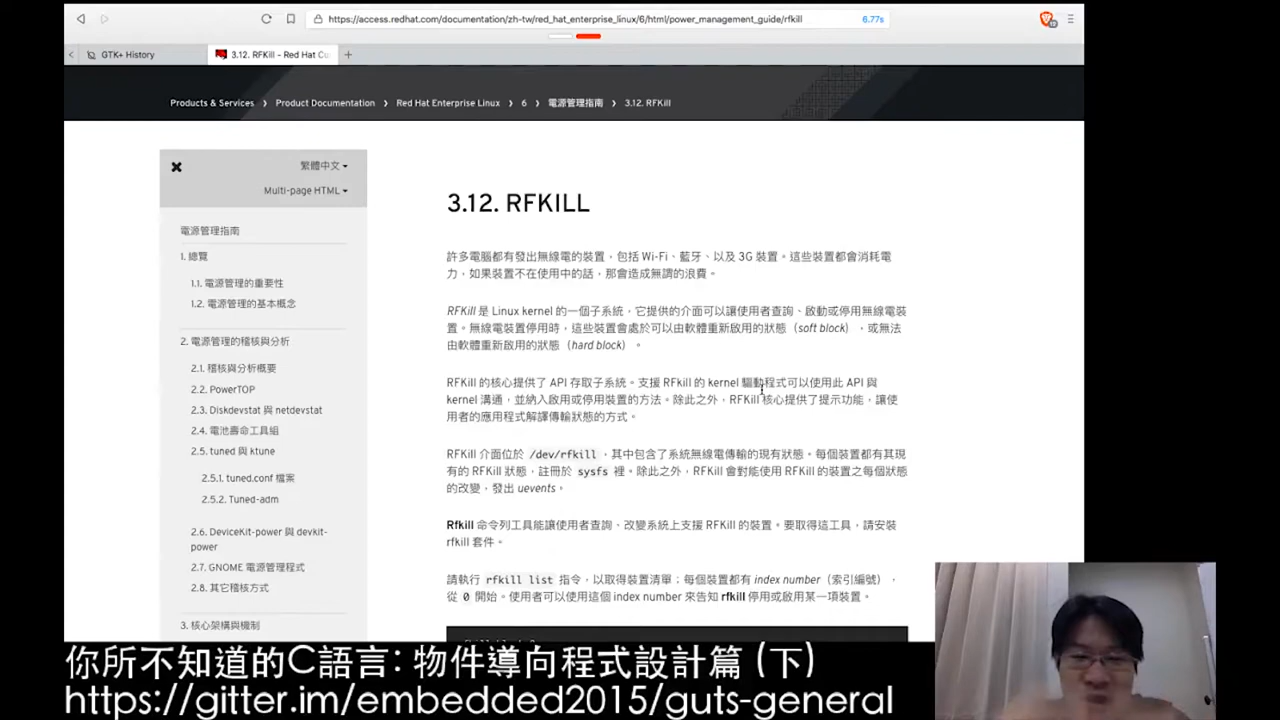 https://access.redhat.com/documentation/zh-tw/red_hat_enterprise_linux/6/html/power_management_guide/rfkill
6.77s
GTK+ History
3.12. RFKill - Red Hat Cu
Products & Services
Product Documentation
Red Hat Enterprise Linux
6
電源管理指南
3.12. RFKill
繁體中文
Multi-page HTML
電源管理指南
1. 總覽
1.1. 電源管理的重要性
1.2. 電源管理的基本概念
2. 電源管理的稽核與分析
2.1. 稽核與分析概要
2.2. PowerTOP
2.3. Diskdevstat 與 netdevstat
2.4. 電池壽命工具組
2.5. tuned 與 ktune
2.5.1. tuned.conf 檔案
2.5.2. Tuned-adm
2.6. DeviceKit-power 與 devkit-
power
2.7. GNOME 電源管理程式
2.8. 其它稽核方式
3. 核心架構與機制
3.12. RFKILL
許多電腦都有發出無線電的裝置，包括 Wi-Fi、藍牙、以及 3G 裝置。這些裝置都會消耗電
力，如果裝置不在使用中的話，那會造成無謂的浪費。
RFKill 是 Linux kernel 的一個子系統，它提供的介面可以讓使用者查詢、啟動或停用無線電裝
置。無線電裝置停用時，這些裝置會處於可以由軟體重新啟用的狀態（soft block），或無法
由軟體重新啟用的狀態（hard block）。
RFKill 的核心提供了 API 存取子系統。支援 RFkill 的 kernel 驅動程式可以使用此 API 與
kernel 溝通，並納入啟用或停用裝置的方法。除此之外，RFKill 核心提供了提示功能，讓使
用者的應用程式解譯傳輸狀態的方式。
RFKill 介面位於 /dev/rfkill，其中包含了系統無線電傳輸的現有狀態。每個裝置都有其現
有的 RFKill 狀態，註冊於 sysfs 裡。除此之外，RFKill 會對能使用 RFKill 的裝置之每個狀態
的改變，發出 uevents。
Rfkill 命令列工具能讓使用者查詢、改變系統上支援 RFKill 的裝置。要取得這工具，請安裝
rfkill 套件。
請執行 rfkill list 指令，以取得裝置清單；每個裝置都有 index number（索引編號），
從 0 開始。使用者可以使用這個 index number 來告知 rfkill 停用或啟用某一項裝置。
你所不知道的C語言: 物件導向程式設計篇 (下)
https://gitter.im/embedded2015/guts-general